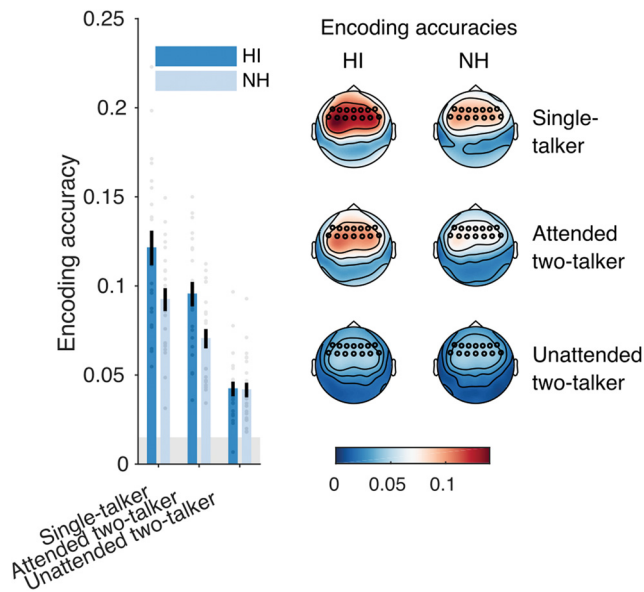 0.25
0.2
0.15
0.1
0.05
0
Encoding accuracy
HI
NH
Single-talker
Attended two-talker
Unattended two-talker
Encoding accuracies
HI NH
Single-
talker
Attended
two-talker
Unattended
two-talker
0 0.05 0.1